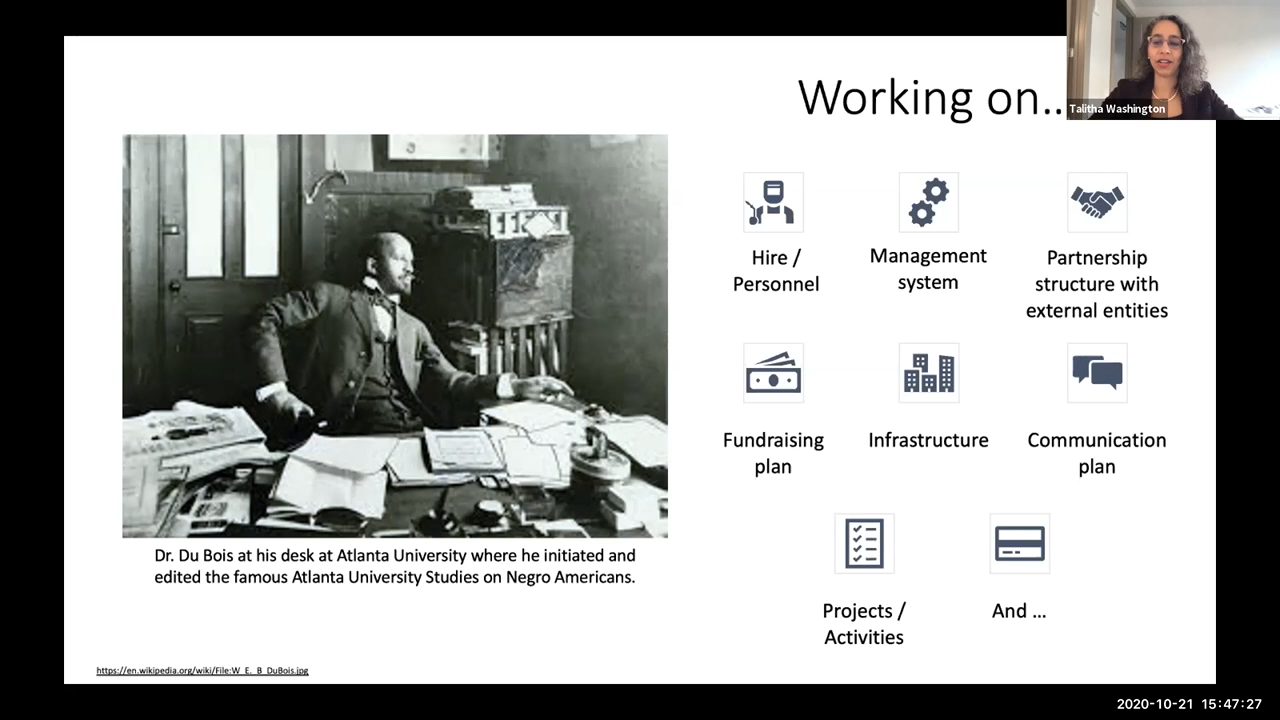 Working on..
Talitha Washington
Hire /
Personnel
Management
system
Partnership
structure with
external entities
Fundraising
plan
Infrastructure
Communication
plan
Projects /
Activities
And ...
Dr. Du Bois at his desk at Atlanta University where he initiated and
edited the famous Atlanta University Studies on Negro Americans.
https://en.wikipedia.org/wiki/File:W_E._B_DuBois.jpg
2020-10-21 15:47:27